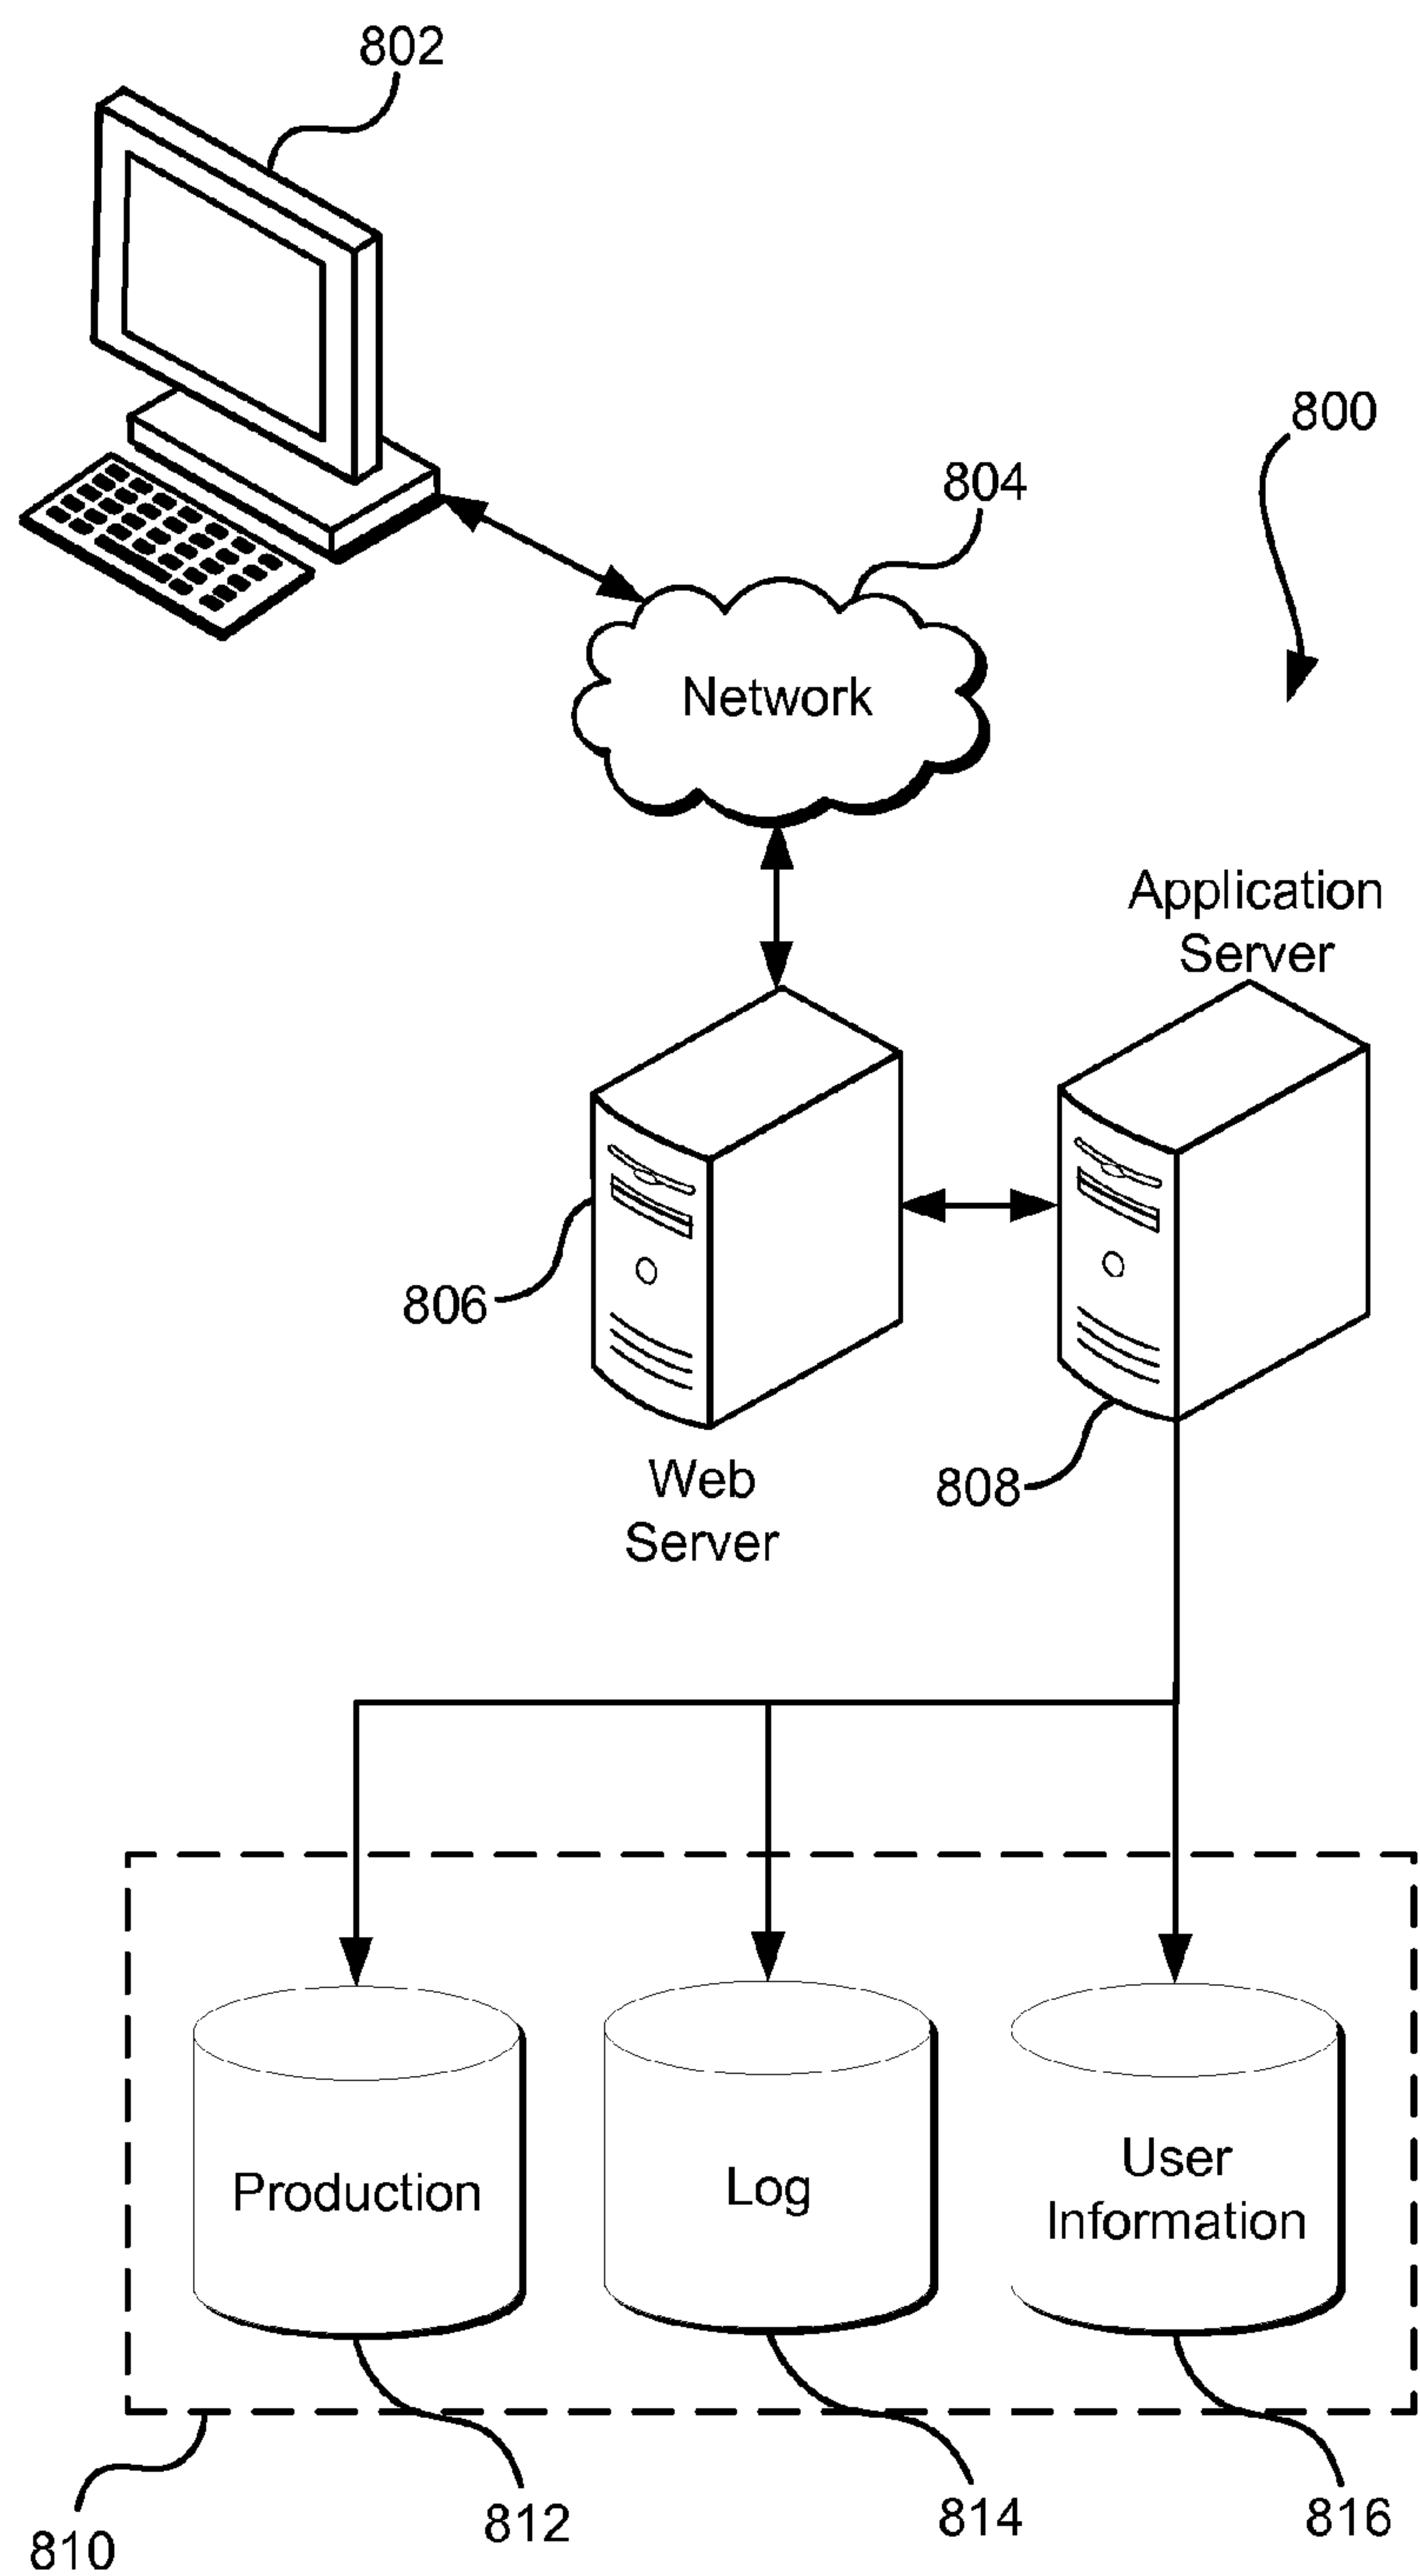 802
800
804
Network
Application
Server
806
808
Web
Server
Production
Log
User
Information
810
812
814
816